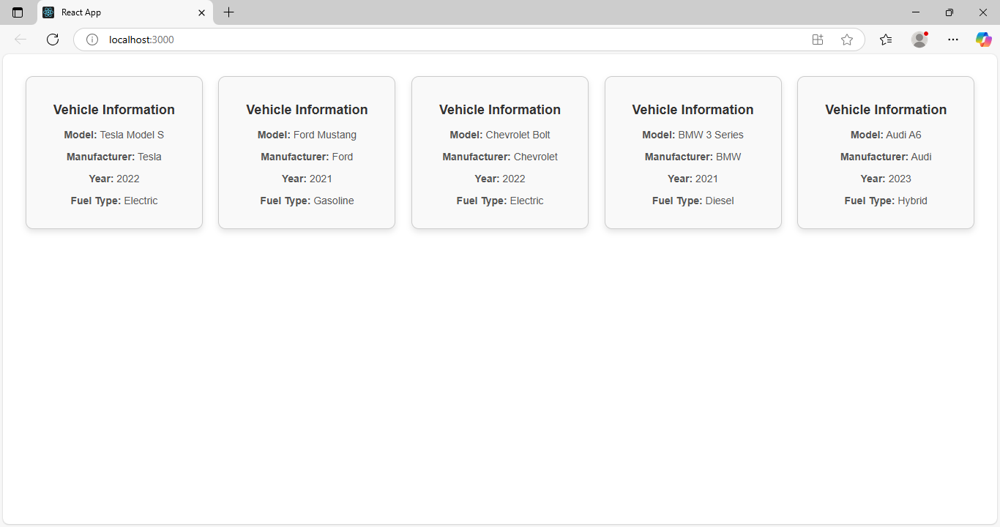 React App
localhost:3000
Vehicle Information
Model: Tesla Model S
Manufacturer: Tesla
Year: 2022
Fuel Type: Electric
Vehicle Information
Model: Ford Mustang
Manufacturer: Ford
Year: 2021
Fuel Type: Gasoline
Vehicle Information
Model: Chevrolet Bolt
Manufacturer: Chevrolet
Year: 2022
Fuel Type: Electric
Vehicle Information
Model: BMW 3 Series
Manufacturer: BMW
Year: 2021
Fuel Type: Diesel
Vehicle Information
Model: Audi A6
Manufacturer: Audi
Year: 2023
Fuel Type: Hybrid